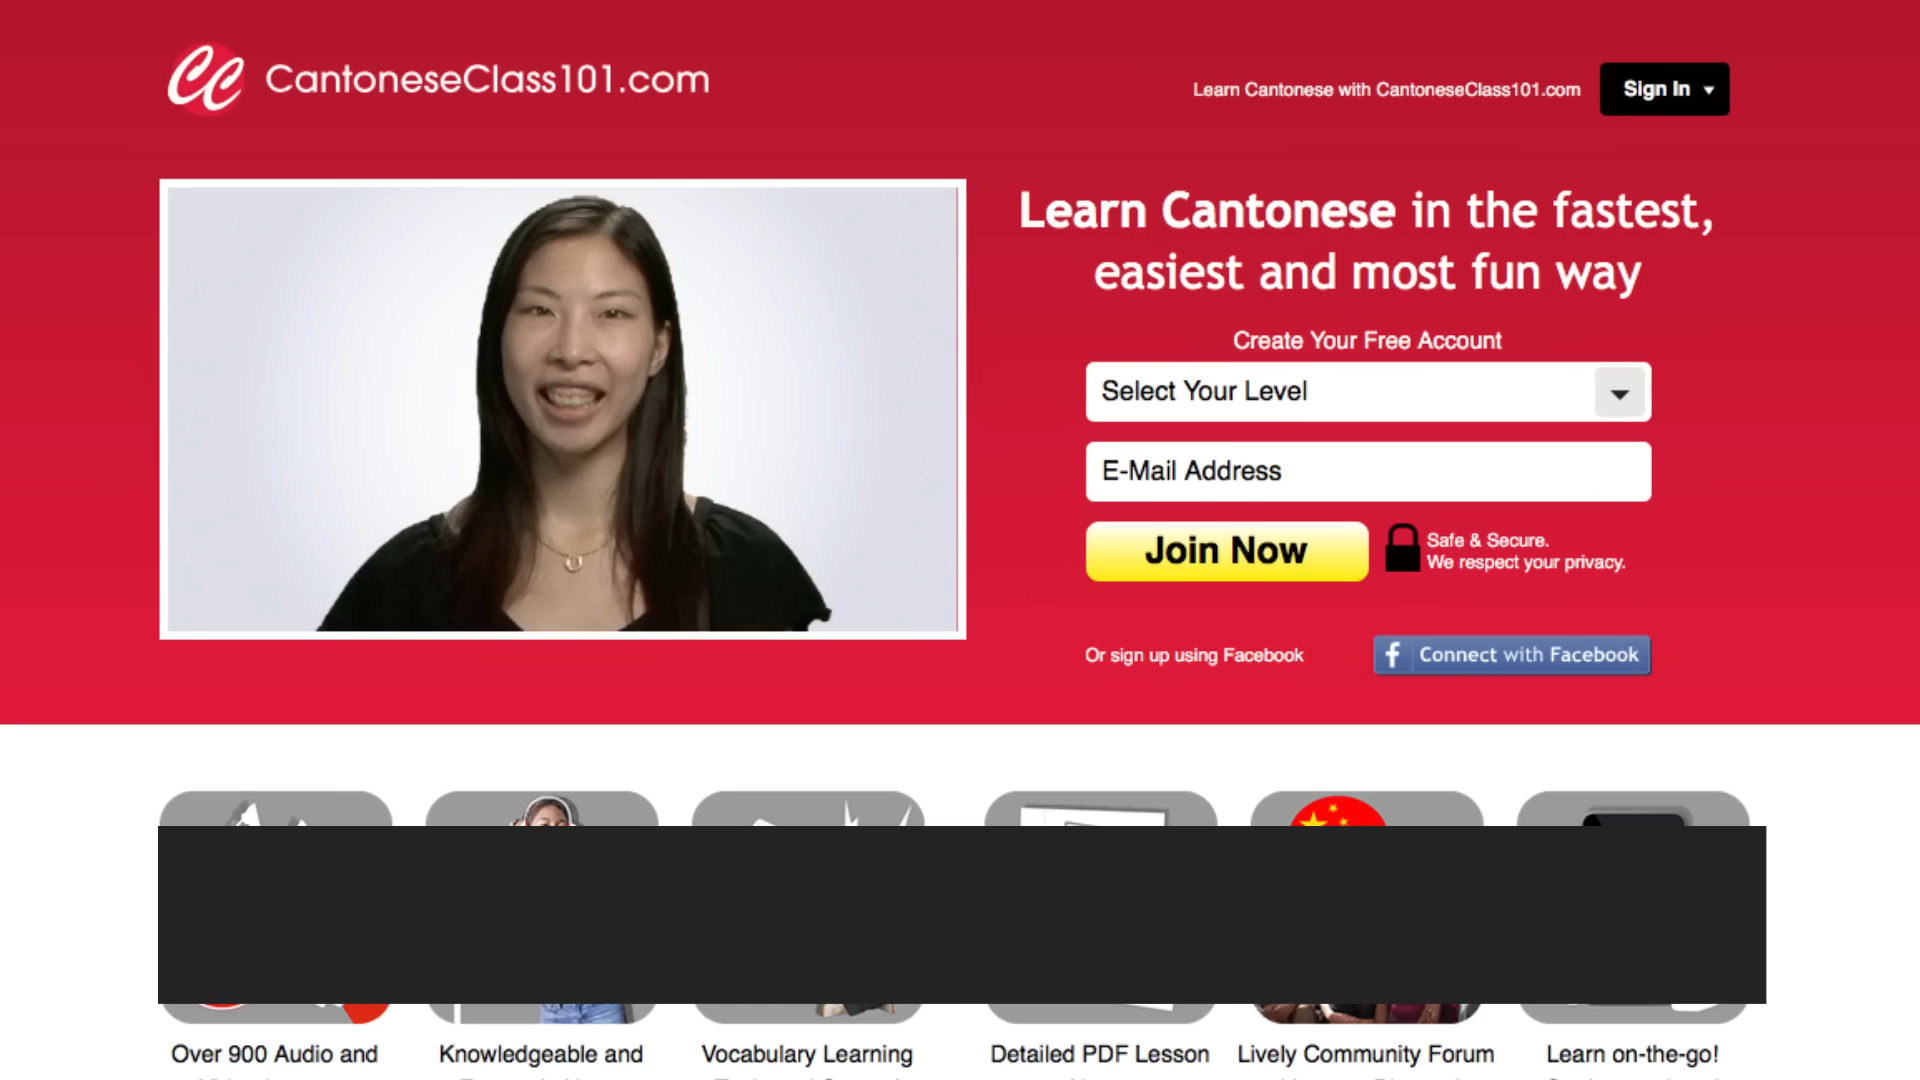 CC CantoneseClass101.com
Learn Cantonese with CantoneseClass101.com
Sign In
Learn Cantonese in the fastest,
easiest and most fun way
Create Your Free Account
Select Your Level
E-Mail Address
Join Now
Safe & Secure.
We respect your privacy.
Or sign up using Facebook
f Connect with Facebook
Over 900 Audio and
Knowledgeable and
Vocabulary Learning
Detailed PDF Lesson
Lively Community Forum
Learn on-the-go!